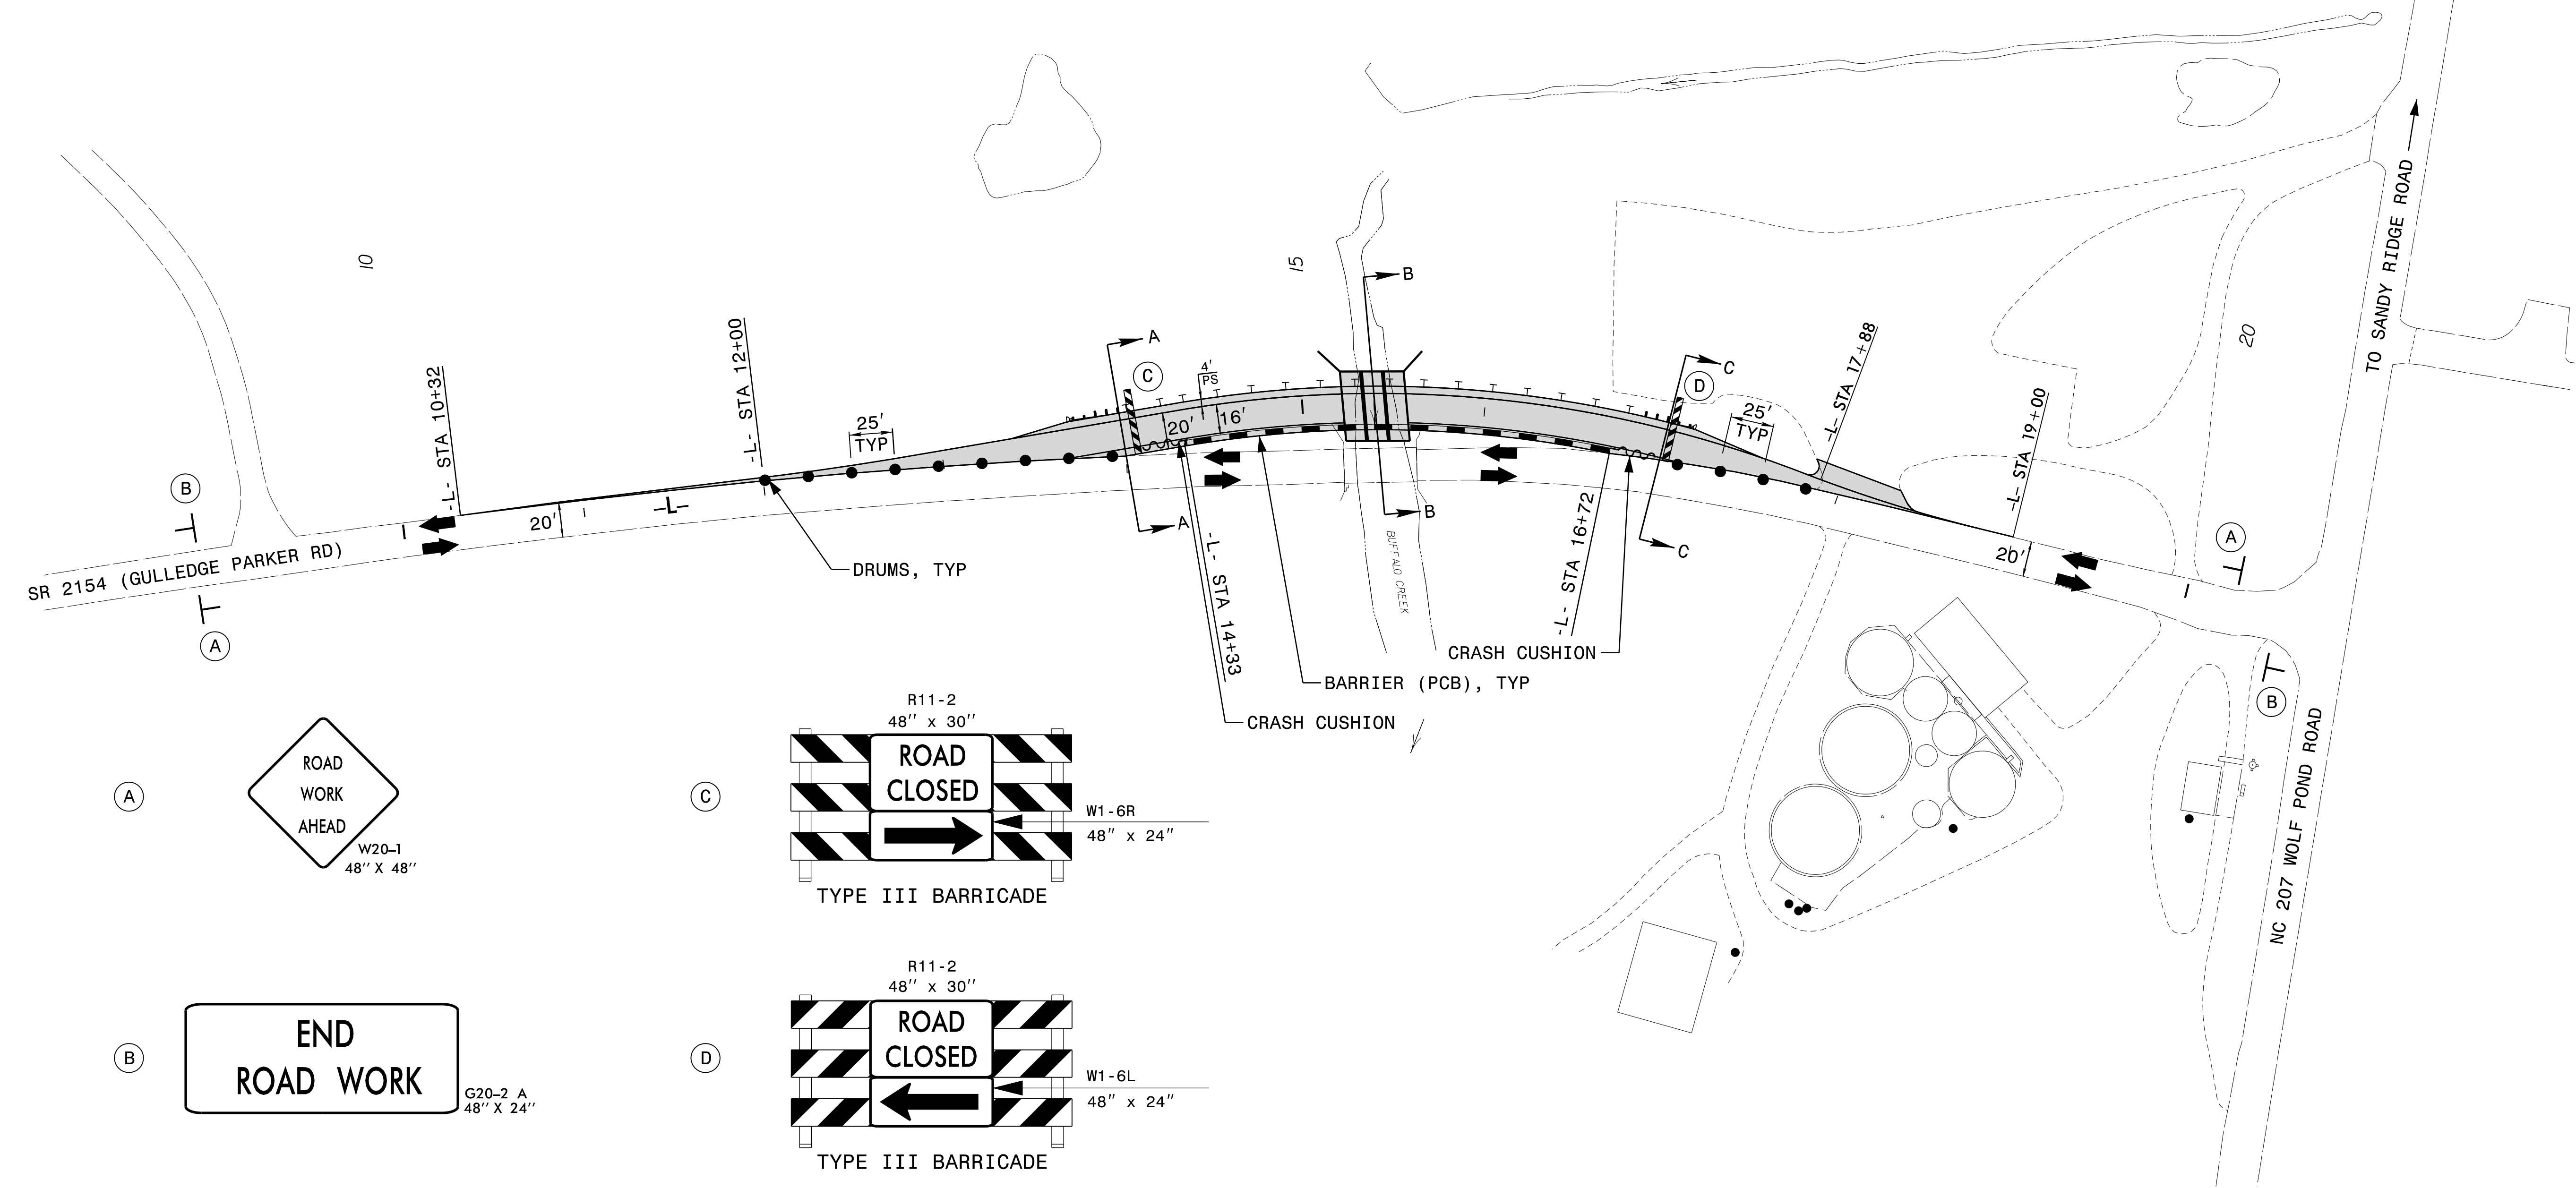 TO SANDY RIDGE ROAD
10
15
20
B
A
C
4'
PS
20'
16'
D
C
25'
TYP
-L- STA 17+88
-L- STA 19+00
-L- STA 10+32
-L- STA 12+00
25'
TYP
B
20'
-L-
A
B
C
20'
A
SR 2154 (GULLEDGE PARKER RD)
A
DRUMS, TYP
-L- STA 14+33
BUFFALO CREEK
-L- STA 16+72
CRASH CUSHION
BARRIER (PCB), TYP
CRASH CUSHION
B
NC 207 WOLF POND ROAD
A
ROAD
WORK
AHEAD
W20-1
48" X 48"
C
R11-2
48" x 30"
ROAD
CLOSED
W1-6R
48" x 24"
TYPE III BARRICADE
B
END
ROAD WORK
G20-2 A
48" X 24"
D
R11-2
48" x 30"
ROAD
CLOSED
W1-6L
48" x 24"
TYPE III BARRICADE